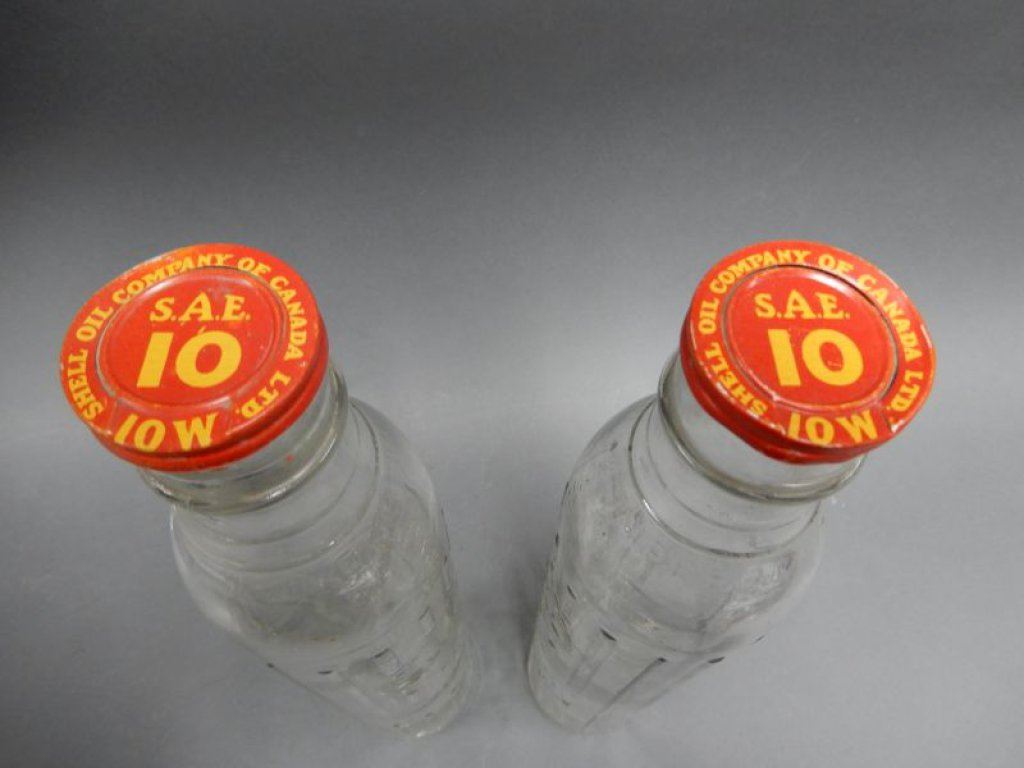 SHELL OIL COMPANY OF CANADA LTD.
S.A.E.
10
10W
SHELL OIL COMPANY OF CANADA LTD.
S.A.E.
10
10W